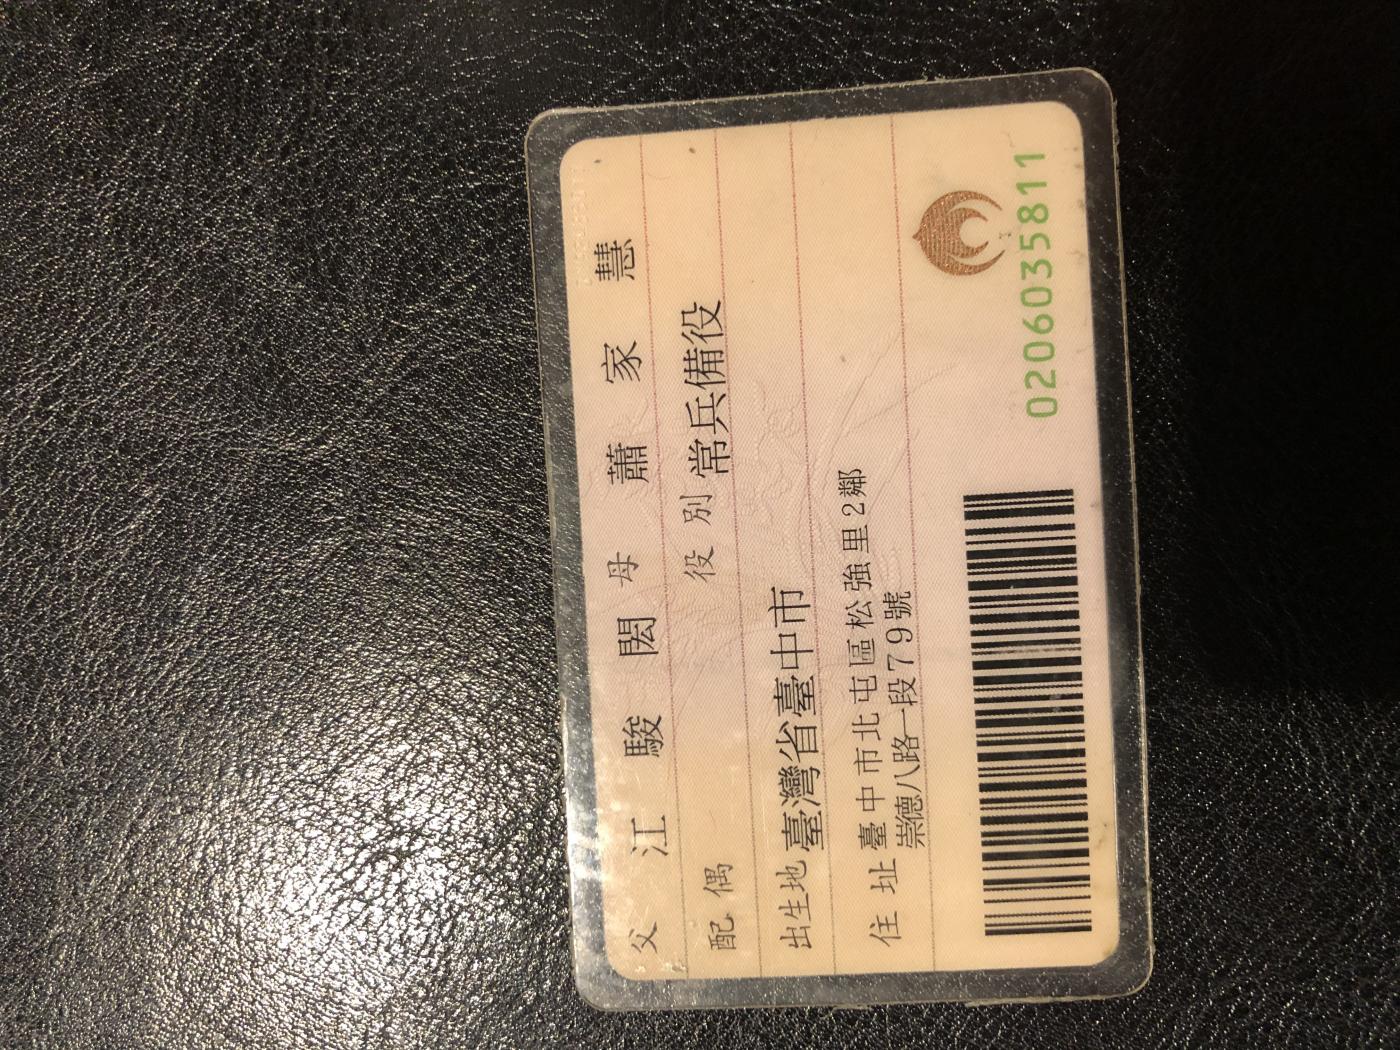 父 江 駿 閎 母 蕭 家 慧
配偶 役別 常兵備役
出生地 臺灣省臺中市
住址 臺中市北屯區松強里2鄰
崇德八路一段79號
0206035811